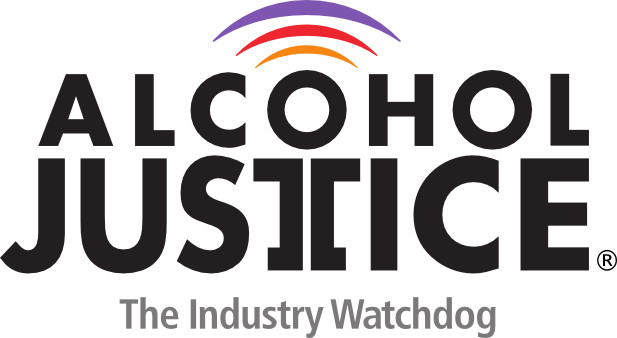 ALCOHOL
JUSTICE®
The Industry Watchdog